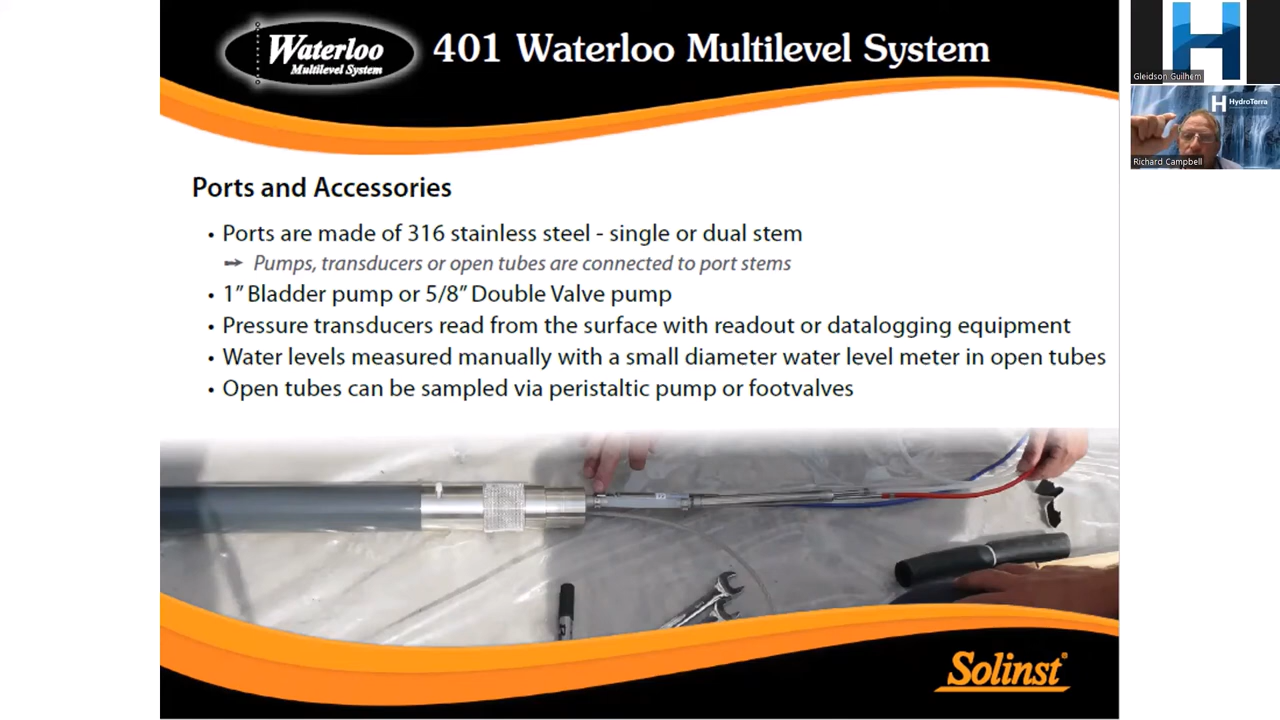 Waterloo
Multilevel System
401 Waterloo Multilevel System
Gleidson Guilhem
HydroTerra
Richard Campbell
Ports and Accessories
• Ports are made of 316 stainless steel - single or dual stem
➸ Pumps, transducers or open tubes are connected to port stems
• 1” Bladder pump or 5/8” Double Valve pump
• Pressure transducers read from the surface with readout or datalogging equipment
• Water levels measured manually with a small diameter water level meter in open tubes
• Open tubes can be sampled via peristaltic pump or footvalves
Solinst®